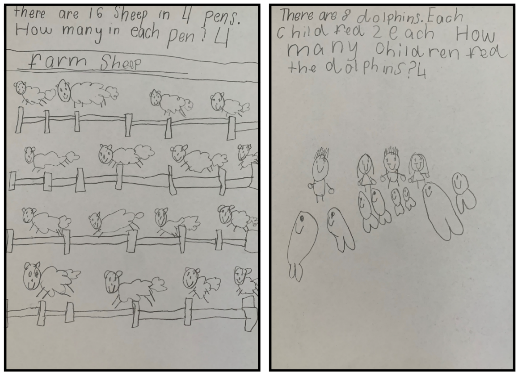 there are 16 sheep in 4 pens.
How many in each pen? 4
farm Sheep
There are 8 dolphins. Each
child fed 2 each How
many children fed
the dolphins? 4